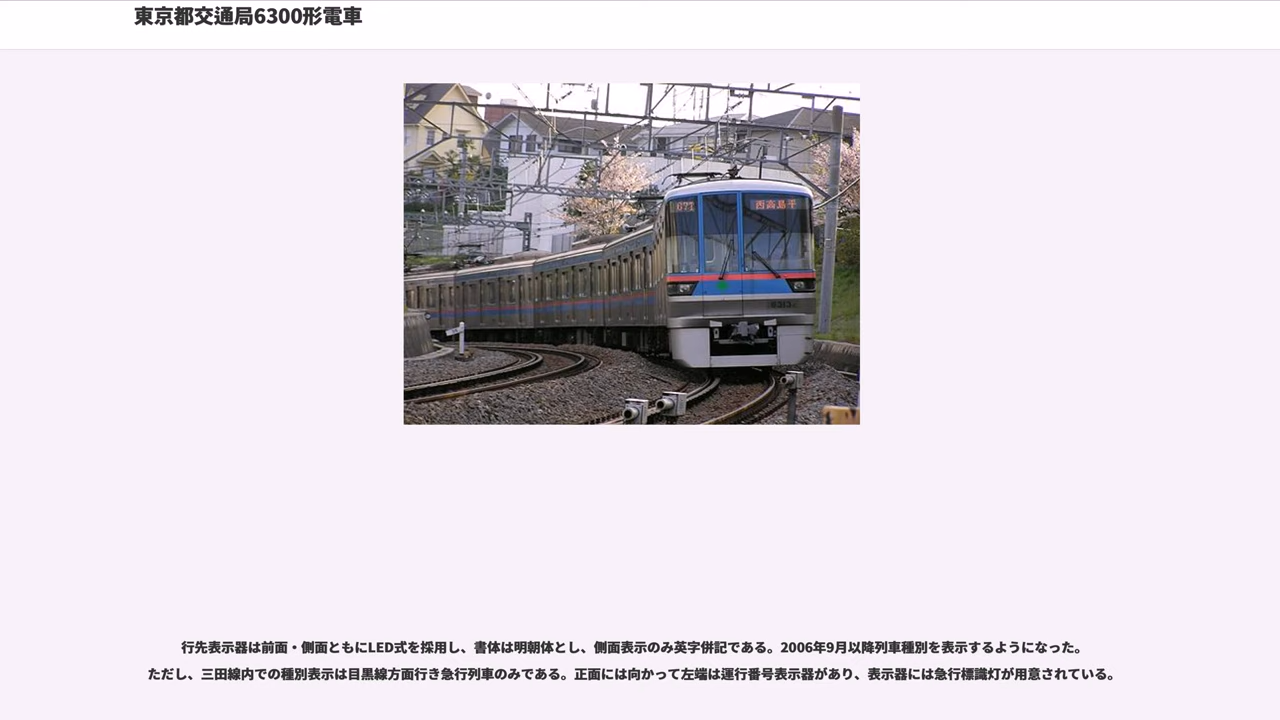 東京都交通局6300形電車
071
西高島平
行先表示器は前面・側面ともにLED式を採用し、書体は明朝体とし、側面表示のみ英字併記である。2006年9月以降列車種別を表示するようになった。
ただし、三田線内での種別表示は目黒線方面行き急行列車のみである。正面には向かって左端は運行番号表示器があり、表示器には急行標識灯が用意されている。